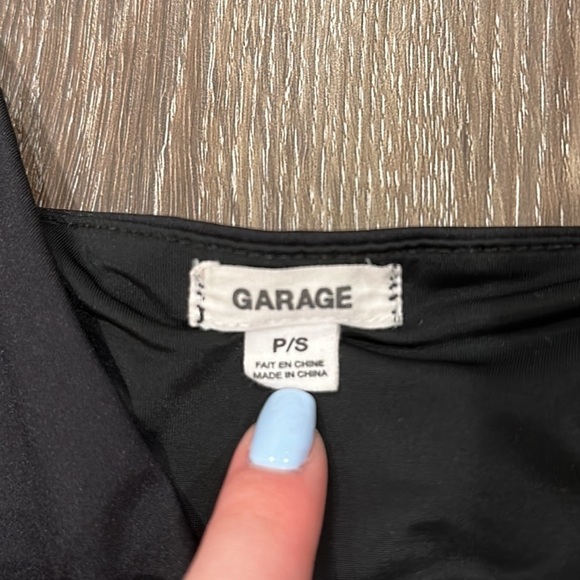 GARAGE
P/S
FAIT EN CHINE
MADE IN CHINA